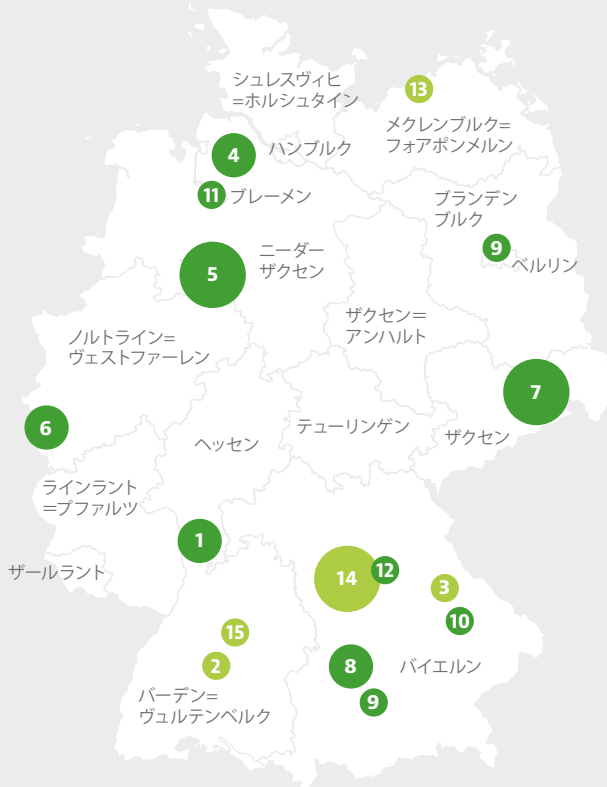 シュレスヴィヒ
=ホルシュタイン
13
メクレンブルク=
フォアポンメルン
4
ハンブルク
11
ブレーメン
ブランデン
ブルク
9
ベルリン
5
ニーダー
ザクセン
ザクセン=
アンハルト
ノルトライン=
ヴェストファーレン
7
6
ヘッセン
テューリンゲン
ザクセン
ラインラント
=プファルツ
1
ザールラント
14
12
3
10
15
2
8
バイエルン
9
バーデン=
ヴュルテンベルク